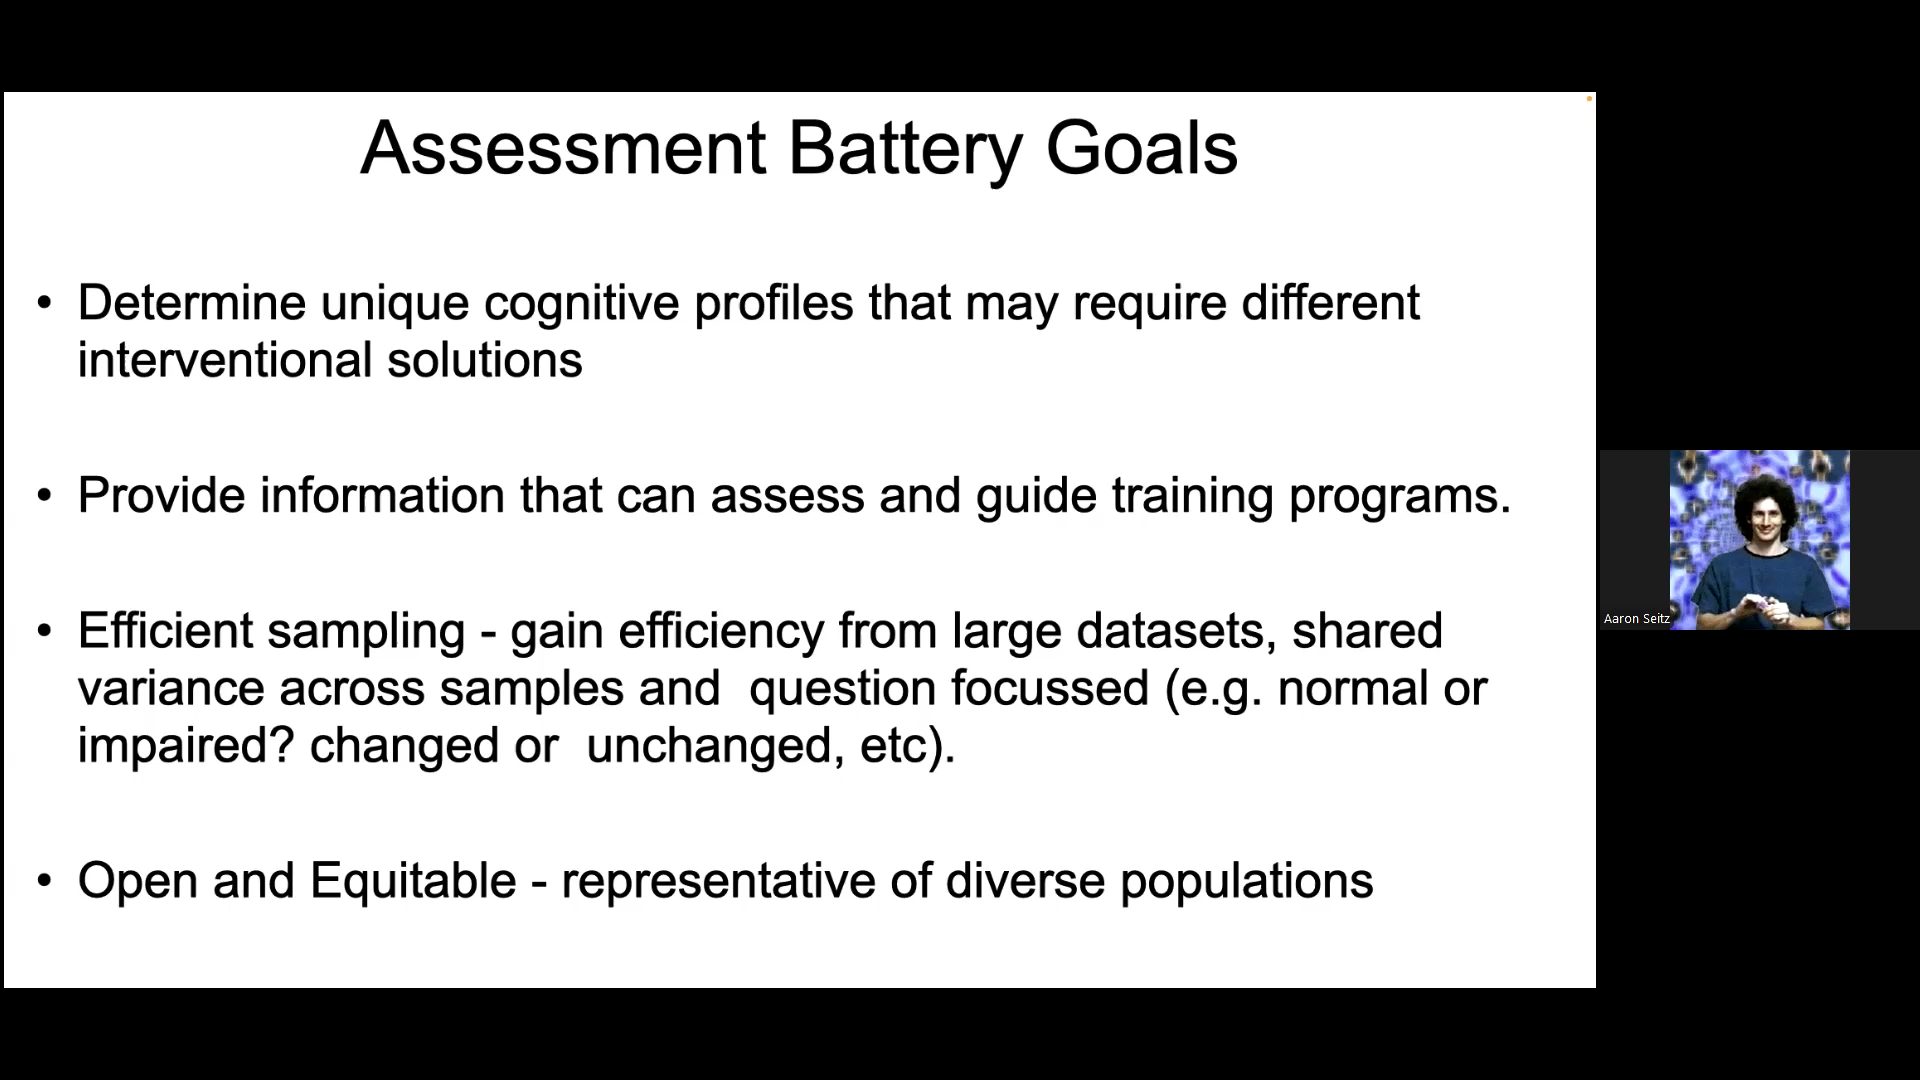 Assessment Battery Goals
• Determine unique cognitive profiles that may require different
interventional solutions
• Provide information that can assess and guide training programs.
• Efficient sampling - gain efficiency from large datasets, shared
variance across samples and  question focussed (e.g. normal or
impaired? changed or  unchanged, etc).
• Open and Equitable - representative of diverse populations
Aaron Seitz